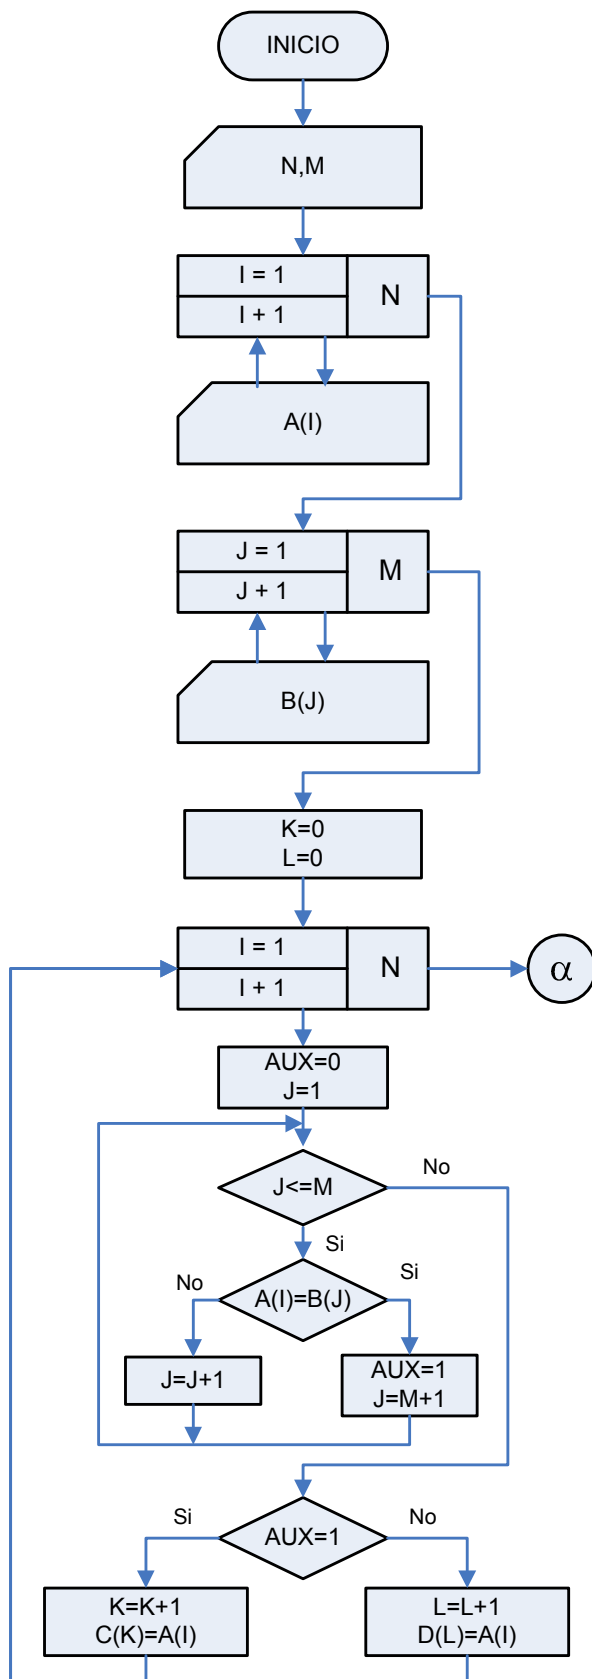 INICIO
N,M
I = 1
N
I + 1
A(I)
J = 1
M
J + 1
B(J)
K=0
L=0
I = 1
N
α
I + 1
AUX=0
J=1
J<=M
No
Si
A(I)=B(J)
No
Si
J=J+1
AUX=1
J=M+1
AUX=1
Si
No
K=K+1
C(K)=A(I)
L=L+1
D(L)=A(I)